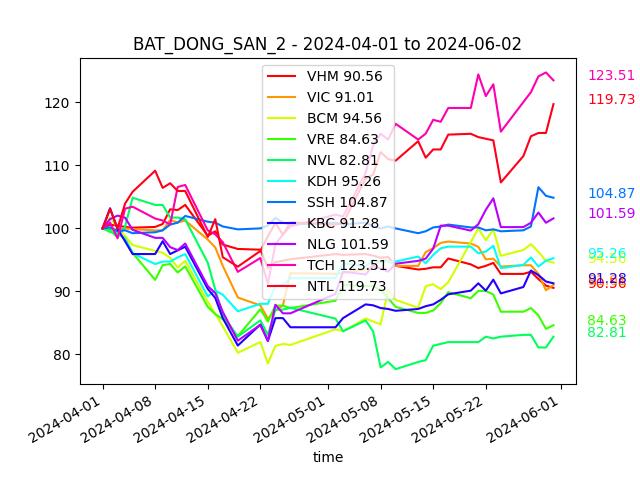 BAT_DONG_SAN_2 - 2024-04-01 to 2024-06-02
120
110
100
90
80
VHM 90.56
VIC 91.01
BCM 94.56
VRE 84.63
NVL 82.81
KDH 95.26
SSH 104.87
KBC 91.28
NLG 101.59
TCH 123.51
NTL 119.73
123.51
119.73
104.87
101.59
95.26
94.56
91.28
90.56
84.63
82.81
2024-04-01
2024-04-08
2024-04-15
2024-04-22
2024-05-01
2024-05-08
2024-05-15
2024-05-22
2024-06-01
time